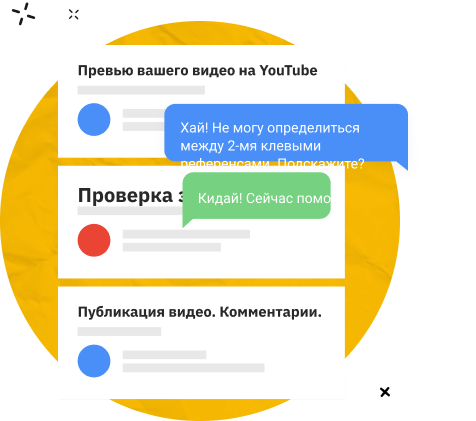 Превью вашего видео на YouTube
Хай! Не могу определиться
между 2-мя клевыми
референсами. Подскажите?
Проверка
Кидай! Сейчас помо
Публикация видео. Комментарии.